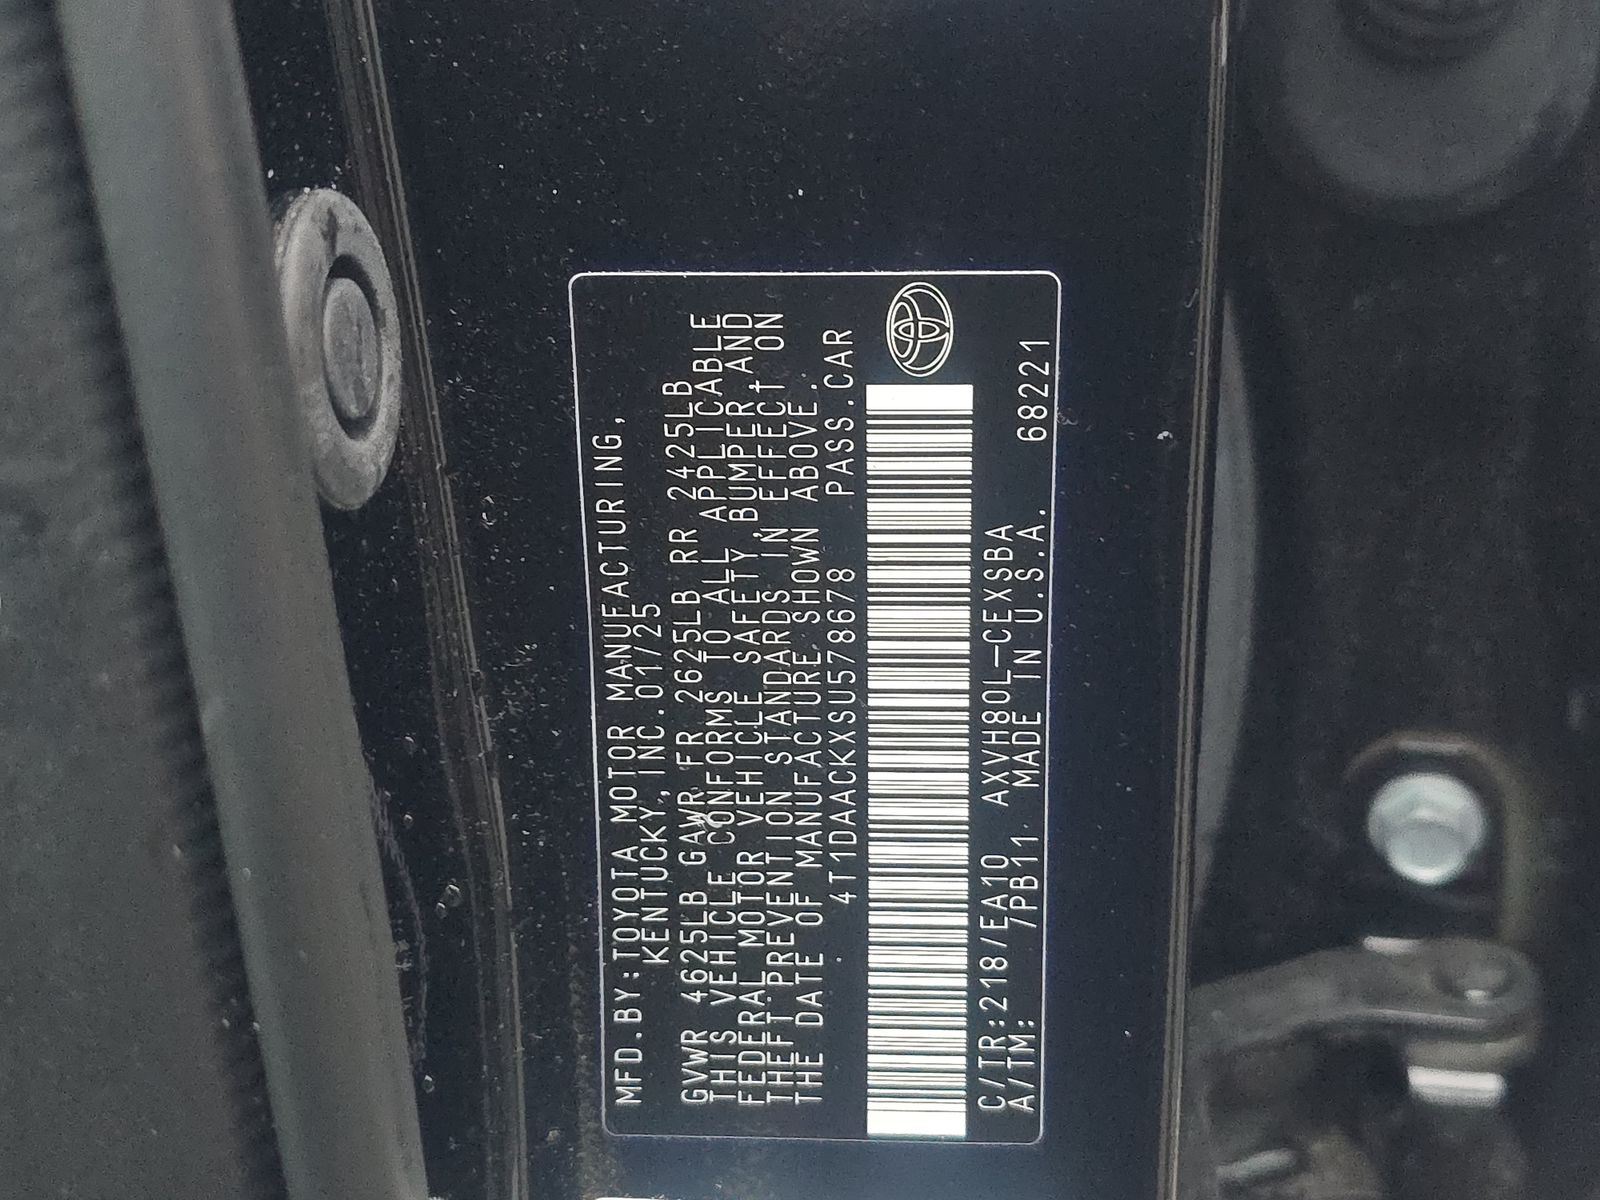 MFD.BY:TOYOTA MOTOR MANUFACTURING,
KENTUCKY,INC.01/25
GVWR 4625LB GAWR FR 2625LB RR 2425LB
THIS VEHICLE CONFORMS TO ALL APPLICABLE
FEDERAL MOTOR VEHICLE SAFETY,BUMPER,AND
THEFT PREVENTION STANDARDS IN EFFECT ON
THE DATE OF MANUFACTURE SHOWN ABOVE.
4T1DAACKXSU578678 PASS.CAR
C/TR:218/EA10 AXVH80L-CEXSBA
A/TM: /PB11 MADE IN U.S.A. 68221